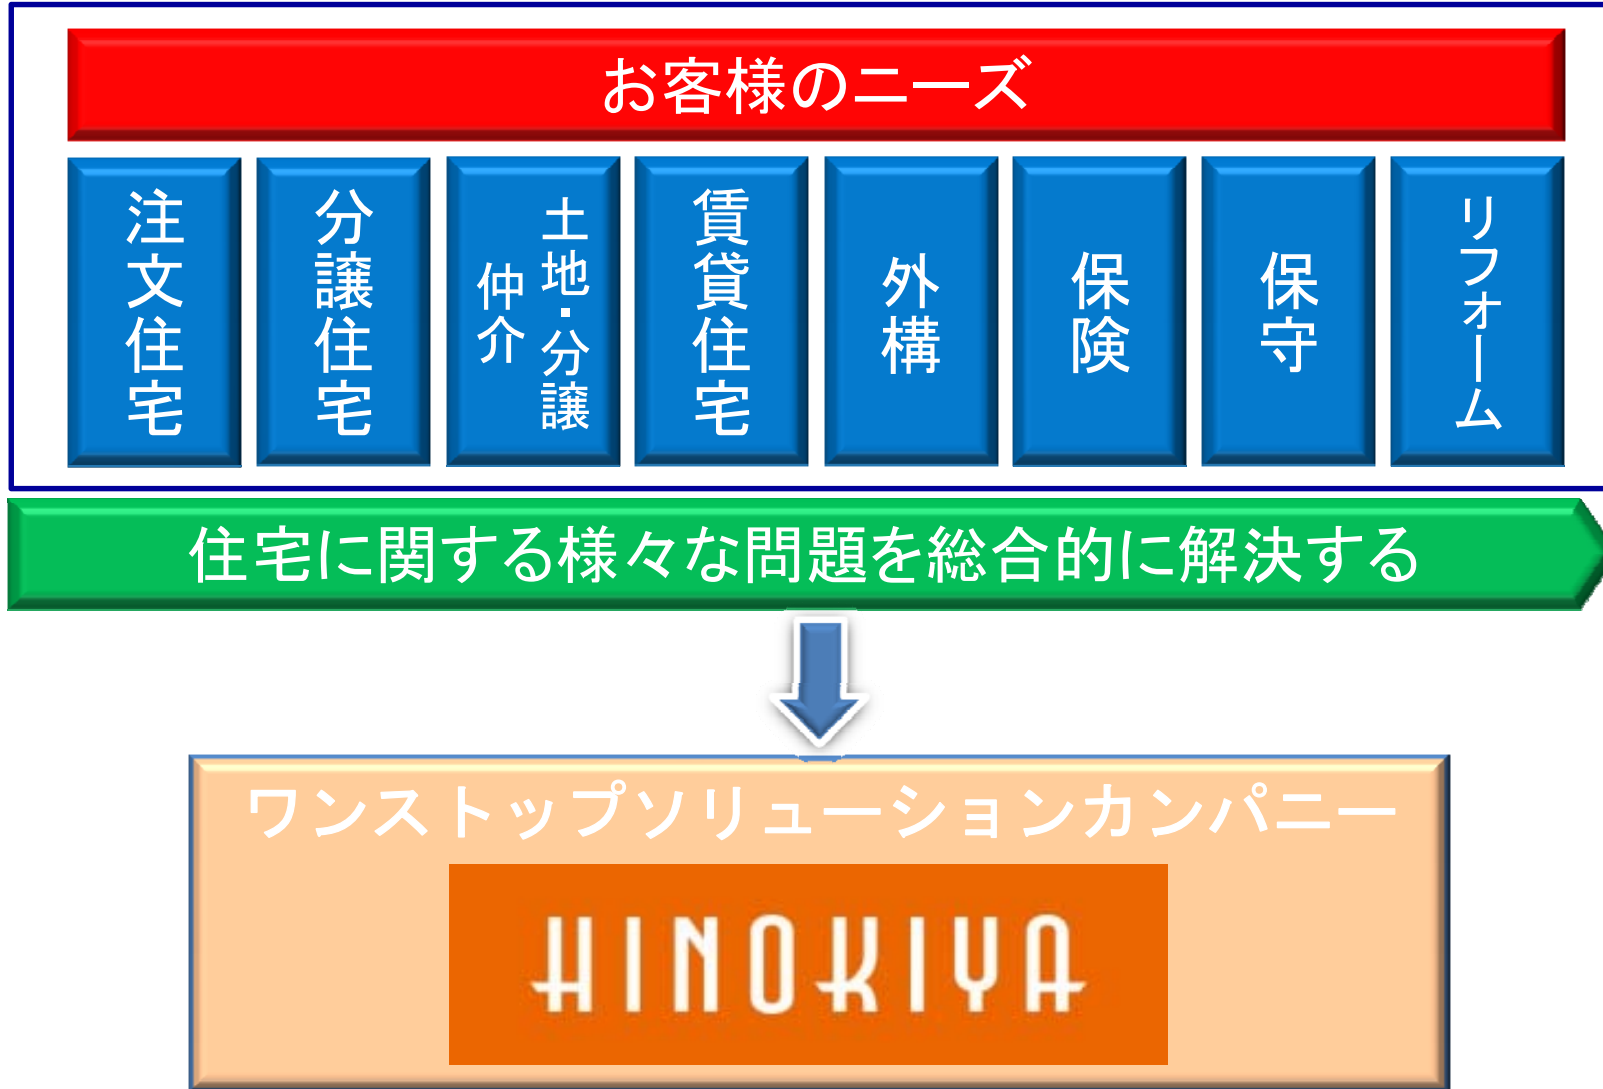 お客様のニーズ
注文住宅
分譲住宅
土地・分譲
仲介
賃貸住宅
外構
保険
保守
リフォーム
住宅に関する様々な問題を総合的に解決する
ワンストップソリューションカンパニー
HINOKIYA